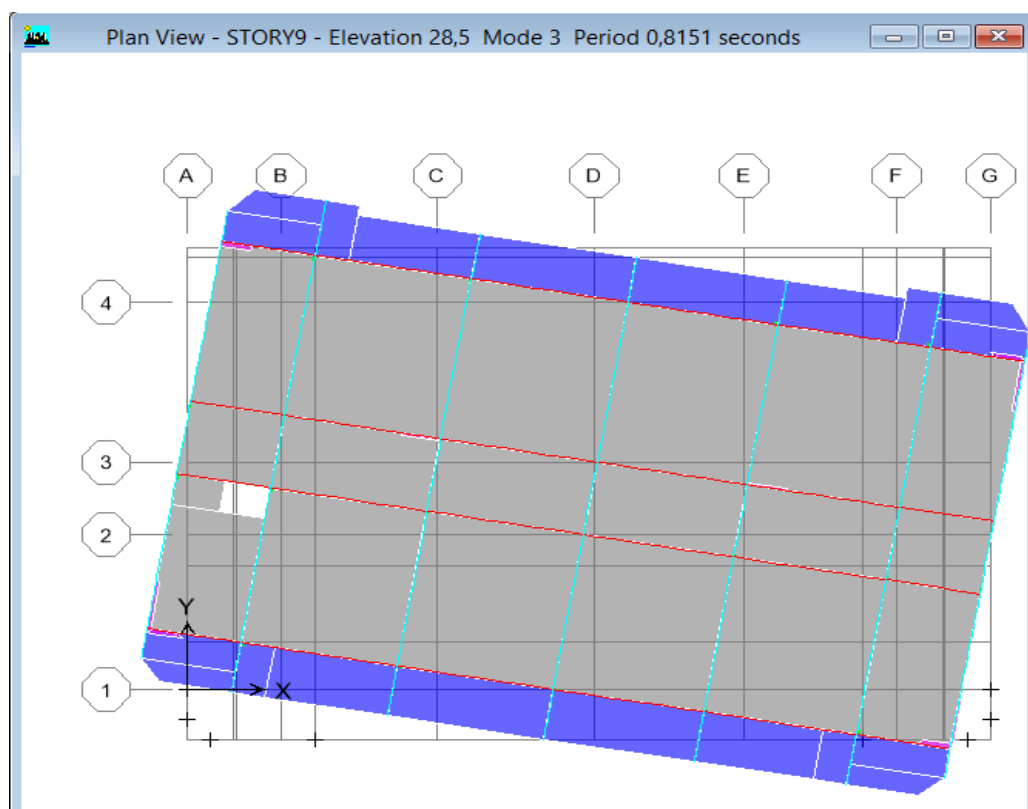 Plan View - STORY9 - Elevation 28,5 Mode 3 Period 0,8151 seconds
A B C D E F G
4
3
2
Y
1 X